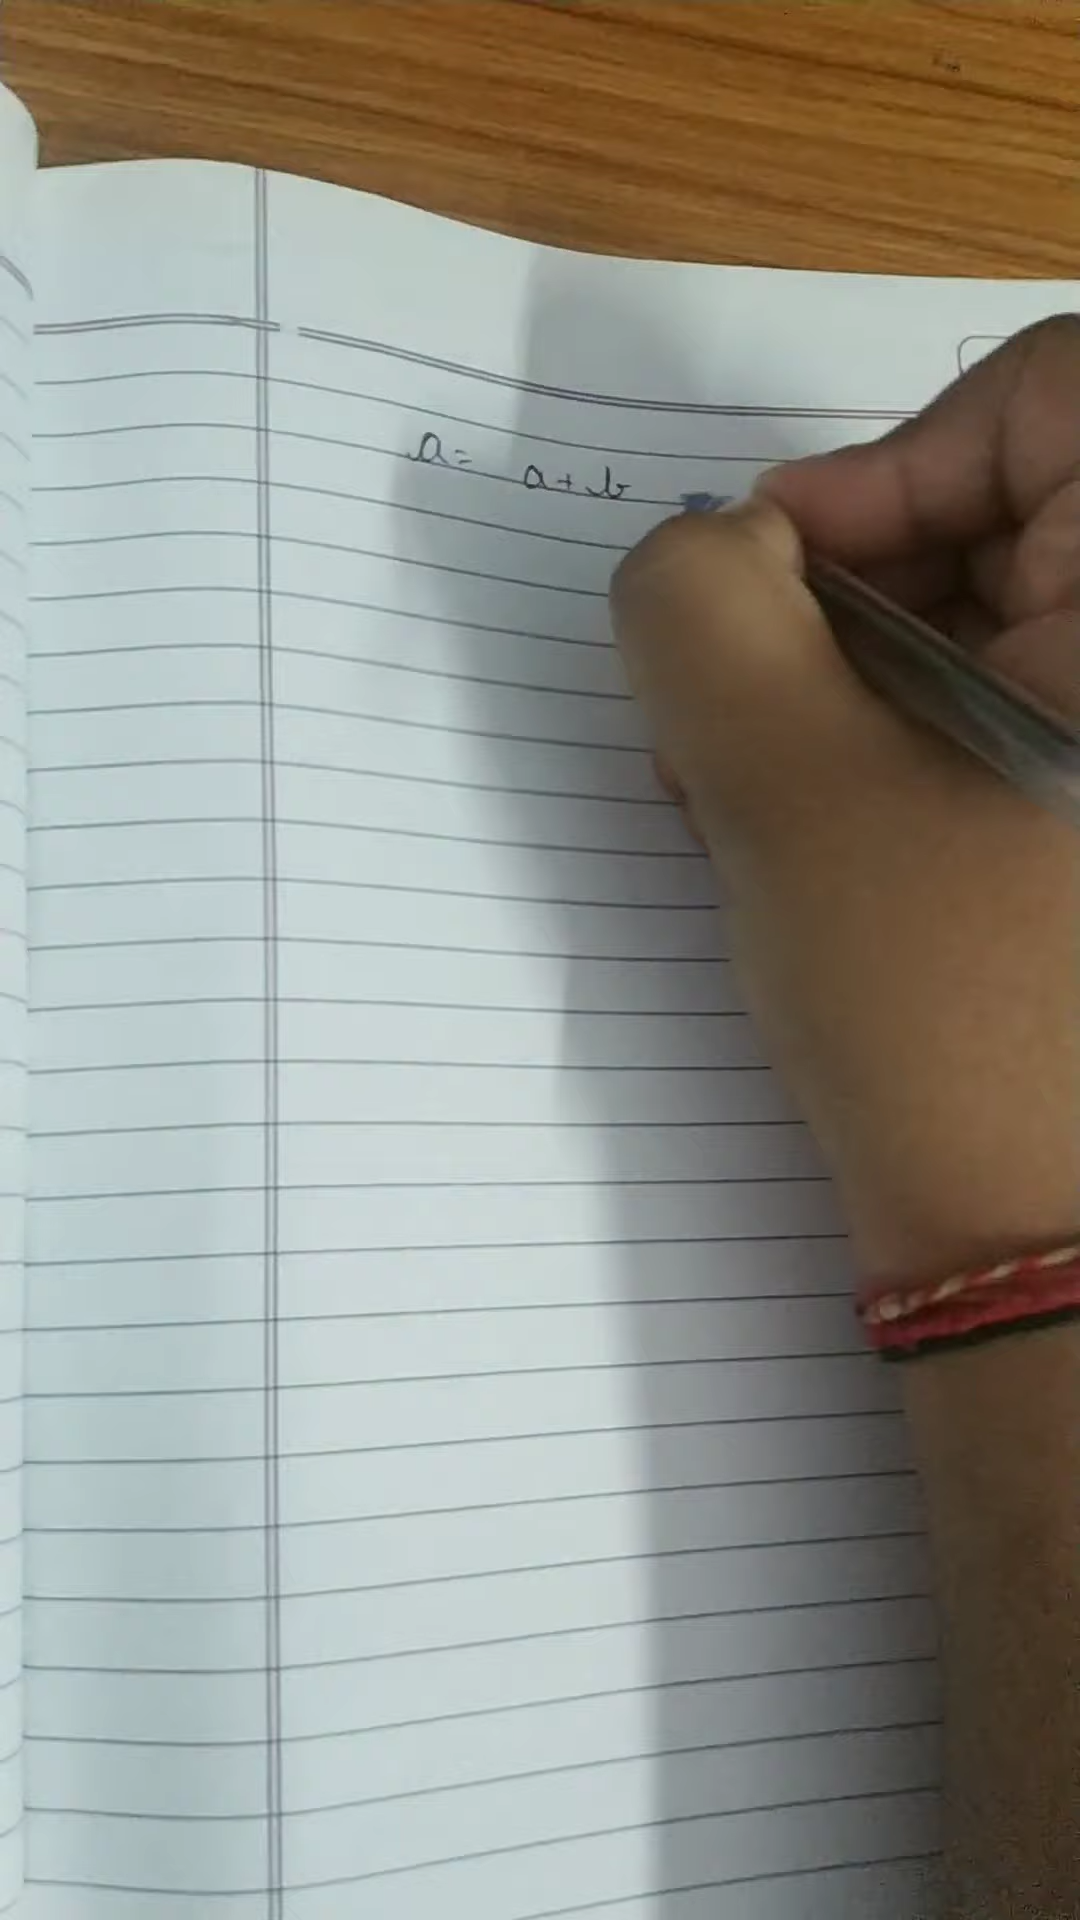 a = a + b